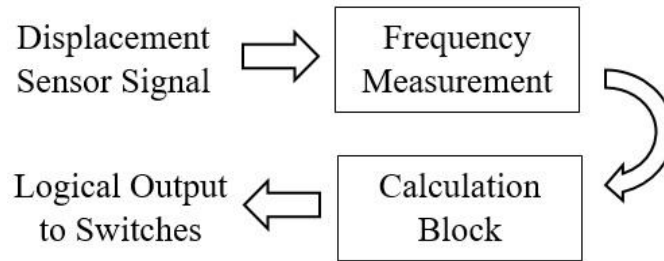 Displacement
Sensor Signal
Frequency
Measurement
Logical Output
to Switches
Calculation
Block